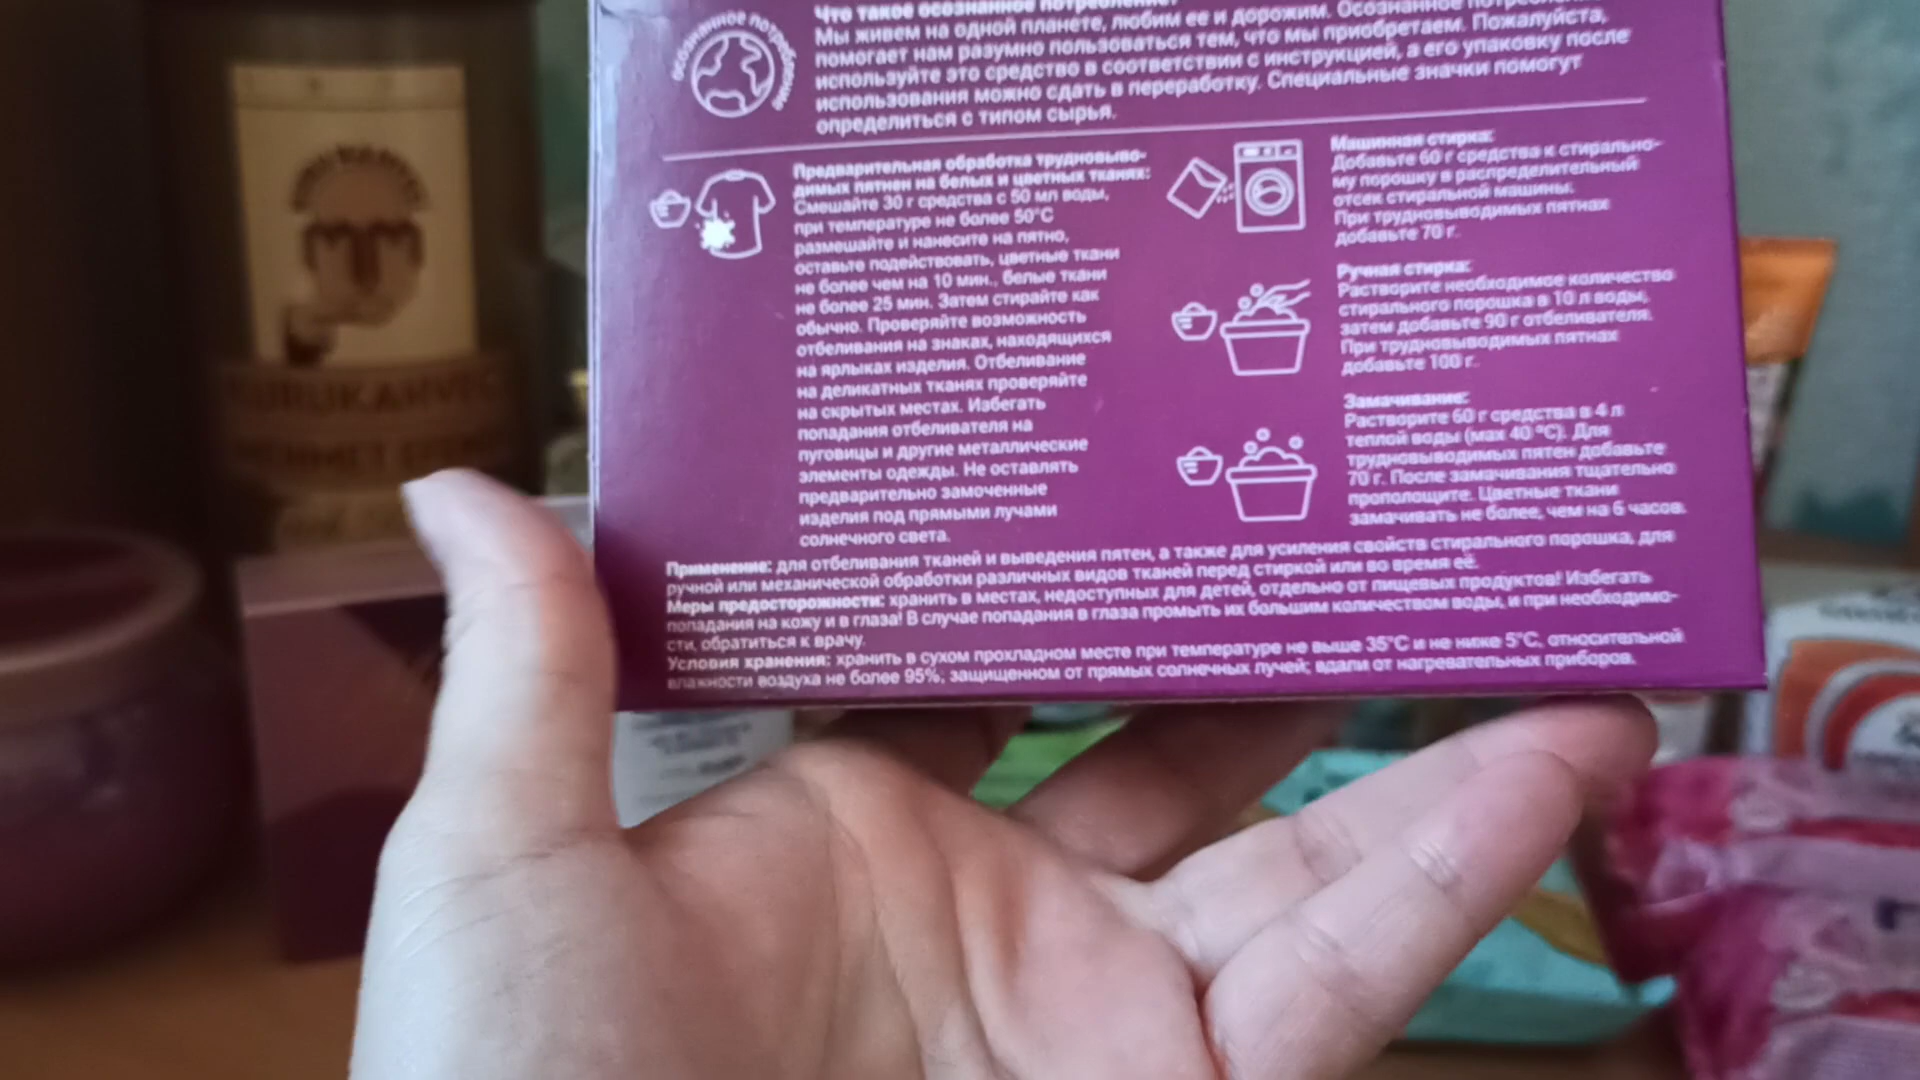 осознанное потребление
Что такое осознанное потребление?
Мы живем на одной планете, любим ее и дорожим. Осознанное потребление
помогает нам разумно пользоваться тем, что мы приобретаем. Пожалуйста,
используйте это средство в соответствии с инструкцией, а его упаковку после
использования можно сдать в переработку. Специальные значки помогут
определиться с типом сырья.
Предварительная обработка трудновыво-
димых пятен на белых и цветных тканях:
Смешайте 30 г средства с 50 мл воды,
при температуре не более 50°С
размешайте и нанесите на пятно,
оставьте подействовать, цветные ткани
не более чем на 10 мин., белые ткани
не более 25 мин. Затем стирайте как
обычно. Проверяйте возможность
отбеливания на знаках, находящихся
на ярлыках изделия. Отбеливание
на деликатных тканях проверяйте
на скрытых местах. Избегать
попадания отбеливателя на
пуговицы и другие металлические
элементы одежды. Не оставлять
предварительно замоченные
изделия под прямыми лучами
солнечного света.
Машинная стирка:
Добавьте 60 г средства к стирально-
му порошку в распределительный
отсек стиральной машины.
При трудновыводимых пятнах
добавьте 70 г.
Ручная стирка:
Растворите необходимое количество
стирального порошка в 10 л воды,
затем добавьте 90 г отбеливателя.
При трудновыводимых пятнах
добавьте 100 г.
Замачивание:
Растворите 60 г средства в 4 л
теплой воды (мах 40 °С). Для
трудновыводимых пятен добавьте
70 г. После замачивания тщательно
прополощите. Цветные ткани
замачивать не более, чем на 6 часов.
Применение: для отбеливания тканей и выведения пятен, а также для усиления свойств стирального порошка, для
ручной или механической обработки различных видов тканей перед стиркой или во время её.
Меры предосторожности: хранить в местах, недоступных для детей, отдельно от пищевых продуктов! Избегать
попадания на кожу и в глаза! В случае попадания в глаза промыть их большим количеством воды, и при необходимо-
сти, обратиться к врачу.
Условия хранения: хранить в сухом прохладном месте при температуре не выше 35°С и не ниже 5°С, относительной
влажности воздуха не более 95%, защищенном от прямых солнечных лучей; вдали от нагревательных приборов.
KURUKAHVECİ
MEHMET EFENDİ